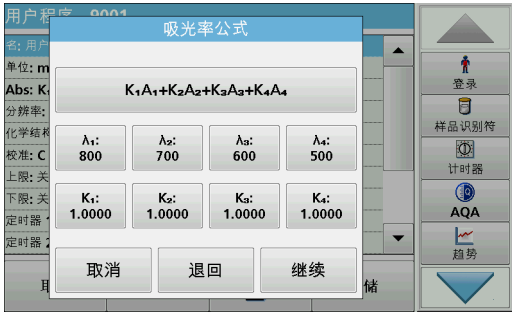 用户程序 9001
吸光率公式
名: 用户
单位: m
Abs: K₁
分辨率:
化学结构
校准: C
上限: 关
下限: 关
定时器 1
定时器 2
K₁A₁+K₂A₂+K₃A₃+K₄A₄
λ₁:
800
λ₂:
700
λ₃:
600
λ₄:
500
K₁:
1.0000
K₂:
1.0000
K₃:
1.0000
K₄:
1.0000
取消
退回
继续
储
登录
样品识别符
计时器
AQA
趋势